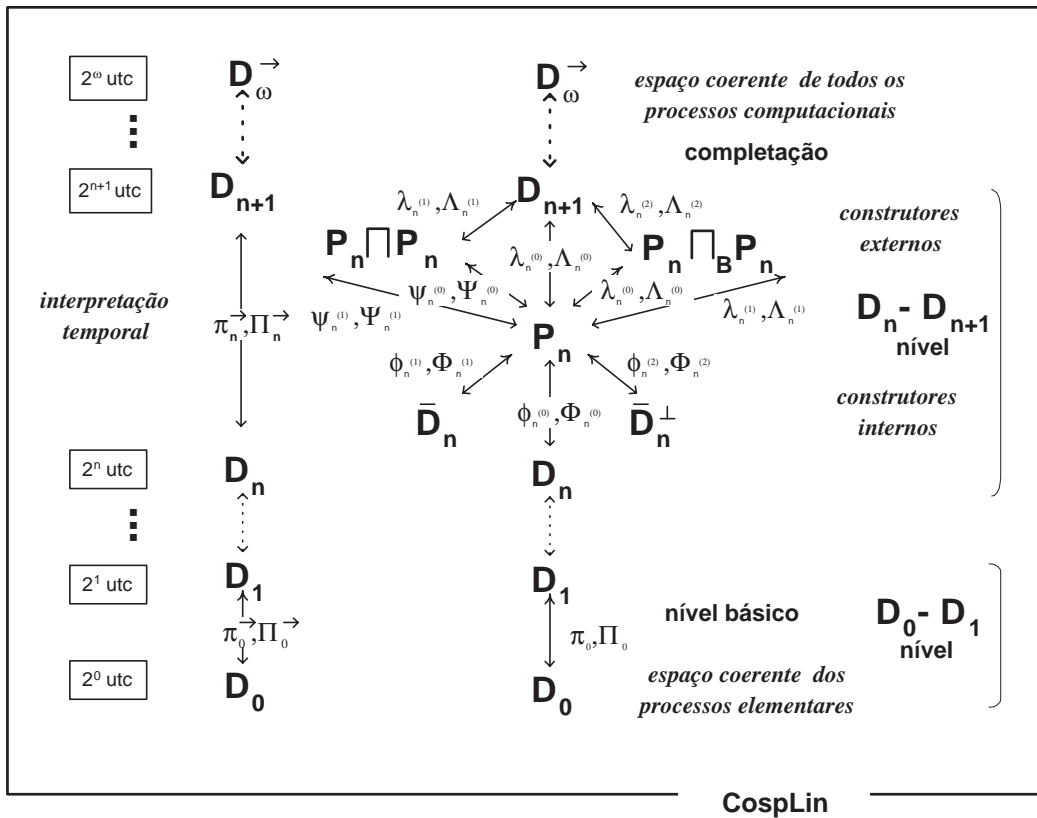 2^ω utc
D_ω^→
D_ω^→
espaço coerente de todos os
processos computacionais
completação
2^{n+1} utc
D_{n+1}
D_{n+1}
λ_n^{(1)},Λ_n^{(1)}
λ_n^{(2)},Λ_n^{(2)}
construtores
externos
P_n ∏ P_n
λ_n^{(0)},Λ_n^{(0)}
P_n ∏_B P_n
interpretação
temporal
ψ_n^{(0)},Ψ_n^{(0)}
λ_n^{(0)},Λ_n^{(0)}
ψ_n^{(1)},Ψ_n^{(1)}
λ_n^{(1)},Λ_n^{(1)}
D_n - D_{n+1}
nível
π_n^→,Π_n^→
P_n
φ_n^{(1)},Φ_n^{(1)}
φ_n^{(2)},Φ_n^{(2)}
D̄_n
φ_n^{(0)},Φ_n^{(0)}
D̄_n^⊥
construtores
internos
2^n utc
D_n
D_n
2^1 utc
D_1
D_1
π_0^→,Π_0^→
π_0,Π_0
nível básico
D_0 - D_1
nível
2^0 utc
D_0
D_0
espaço coerente dos
processos elementares
CospLin